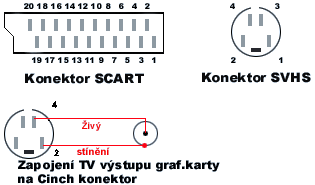 20 18 16 14 12 10 8 6 4 2
4 3
19 17 15 13 11 9 7 5 3 1
2 1
Konektor SCART
Konektor SVHS
4
Živý
2
stínění
Zapojení TV výstupu graf.karty
na Cinch konektor